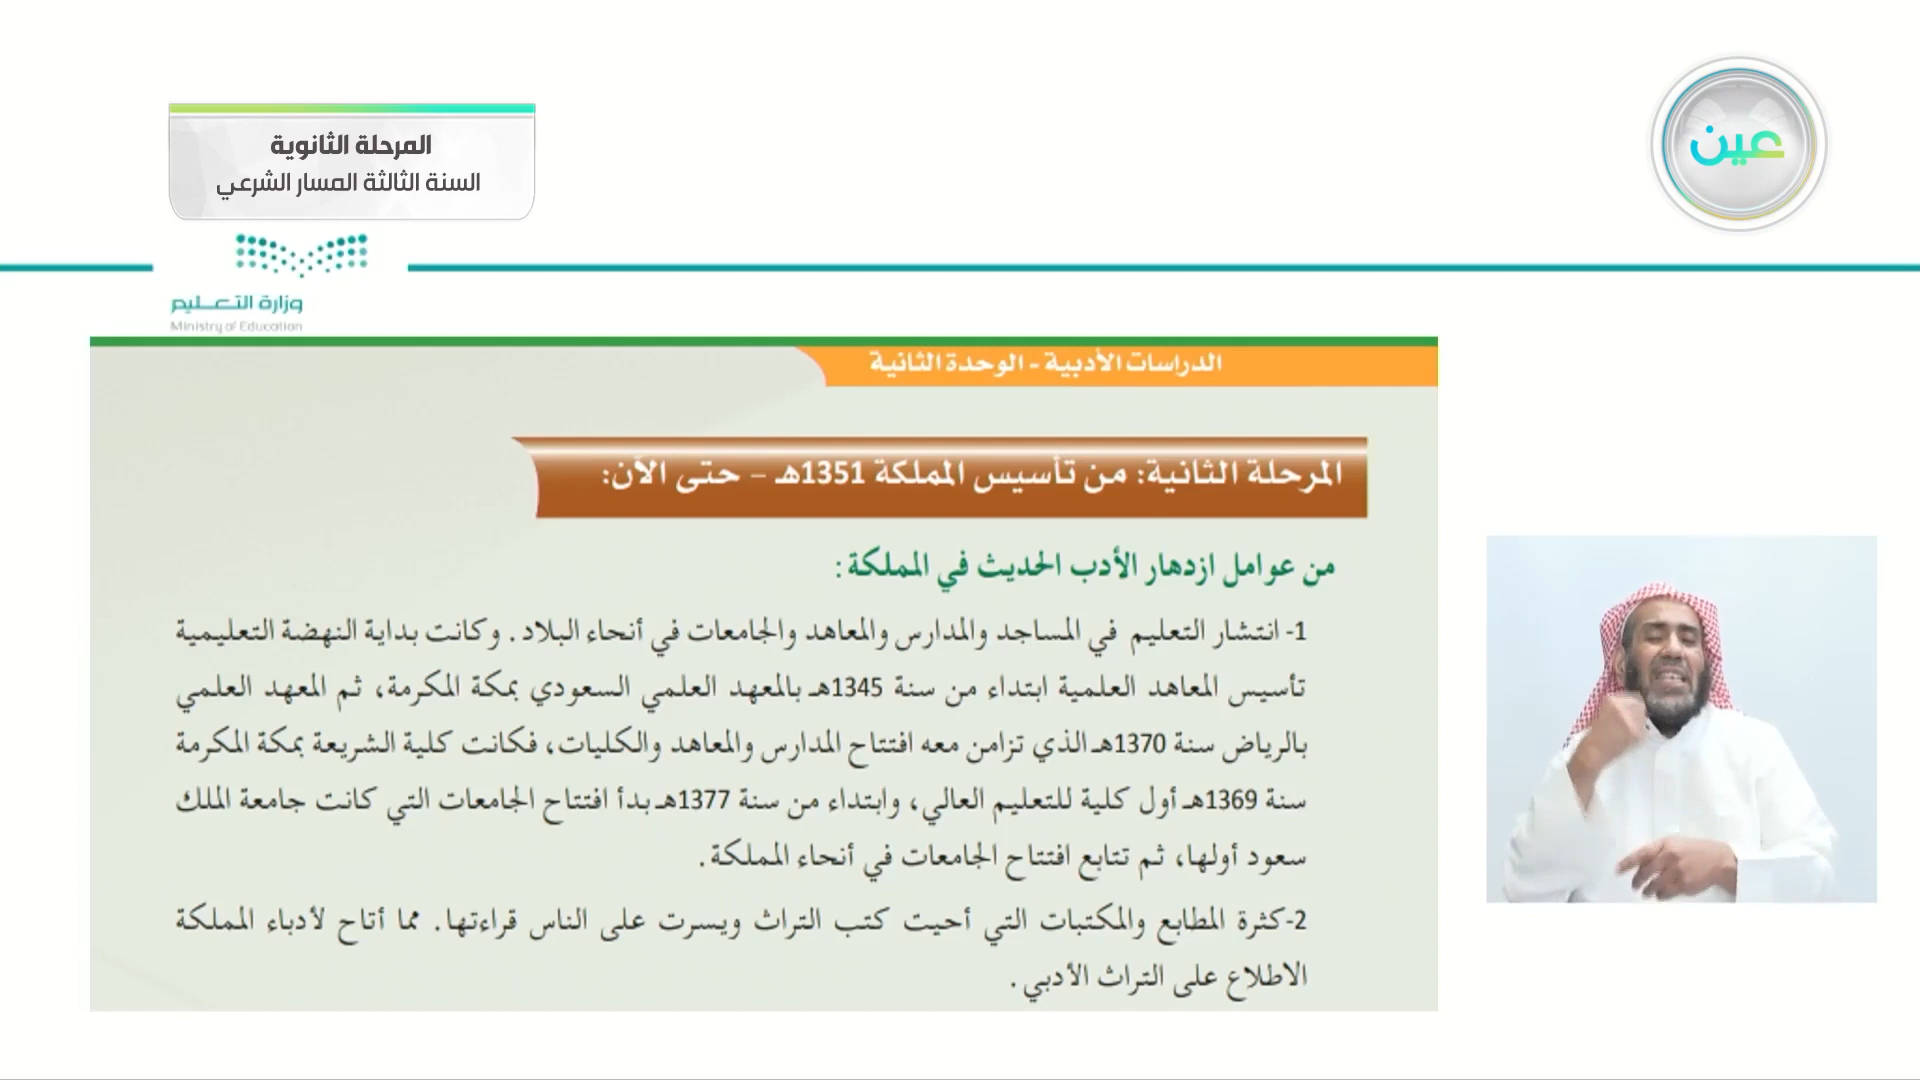 المرحلة الثانوية
السنة الثالثة المسار الشرعي
عين
وزارة التعليم
Ministry of Education
الدراسات الأدبية - الوحدة الثانية
المرحلة الثانية: من تأسيس المملكة 1351هـ – حتى الآن:
من عوامل ازدهار الأدب الحديث في المملكة :
1- انتشار التعليم في المساجد والمدارس والمعاهد والجامعات في أنحاء البلاد . وكانت بداية النهضة التعليمية
تأسيس المعاهد العلمية ابتداء من سنة 1345هـ بالمعهد العلمي السعودي بمكة المكرمة، ثم المعهد العلمي
بالرياض سنة 1370هـ الذي تزامن معه افتتاح المدارس والمعاهد والكليات، فكانت كلية الشريعة بمكة المكرمة
سنة 1369هـ أول كلية للتعليم العالي، وابتداء من سنة 1377هـ بدأ افتتاح الجامعات التي كانت جامعة الملك
سعود أولها، ثم تتابع افتتاح الجامعات في أنحاء المملكة .
2-كثرة المطابع والمكتبات التي أحيت كتب التراث ويسرت على الناس قراءتها. مما أتاح لأدباء المملكة
الاطلاع على التراث الأدبي .